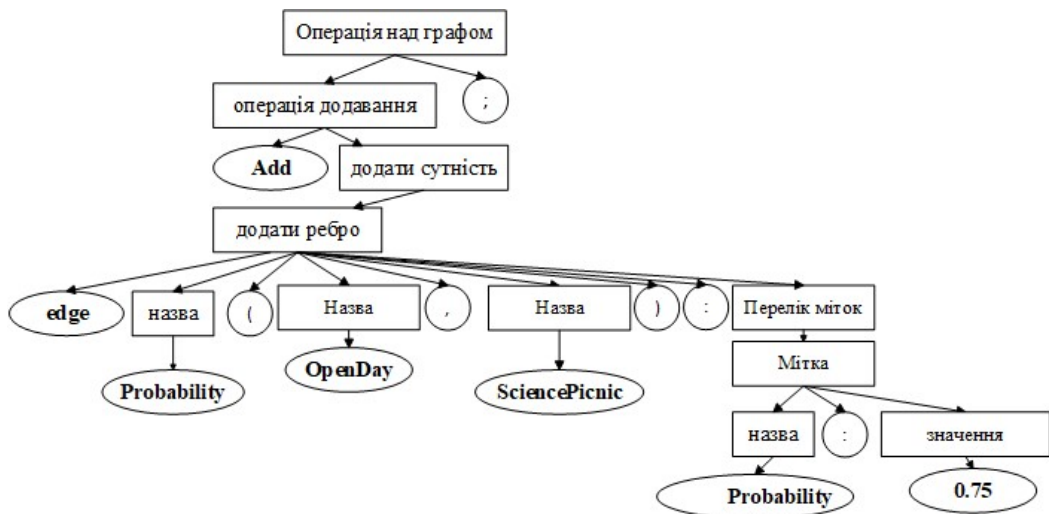 Операція над графом
операція додавання
;
Add
додати сутність
додати ребро
edge
назва
(
Назва
,
Назва
)
:
Перелік міток
Probability
OpenDay
SciencePicnic
Мітка
назва
:
значення
Probability
0.75